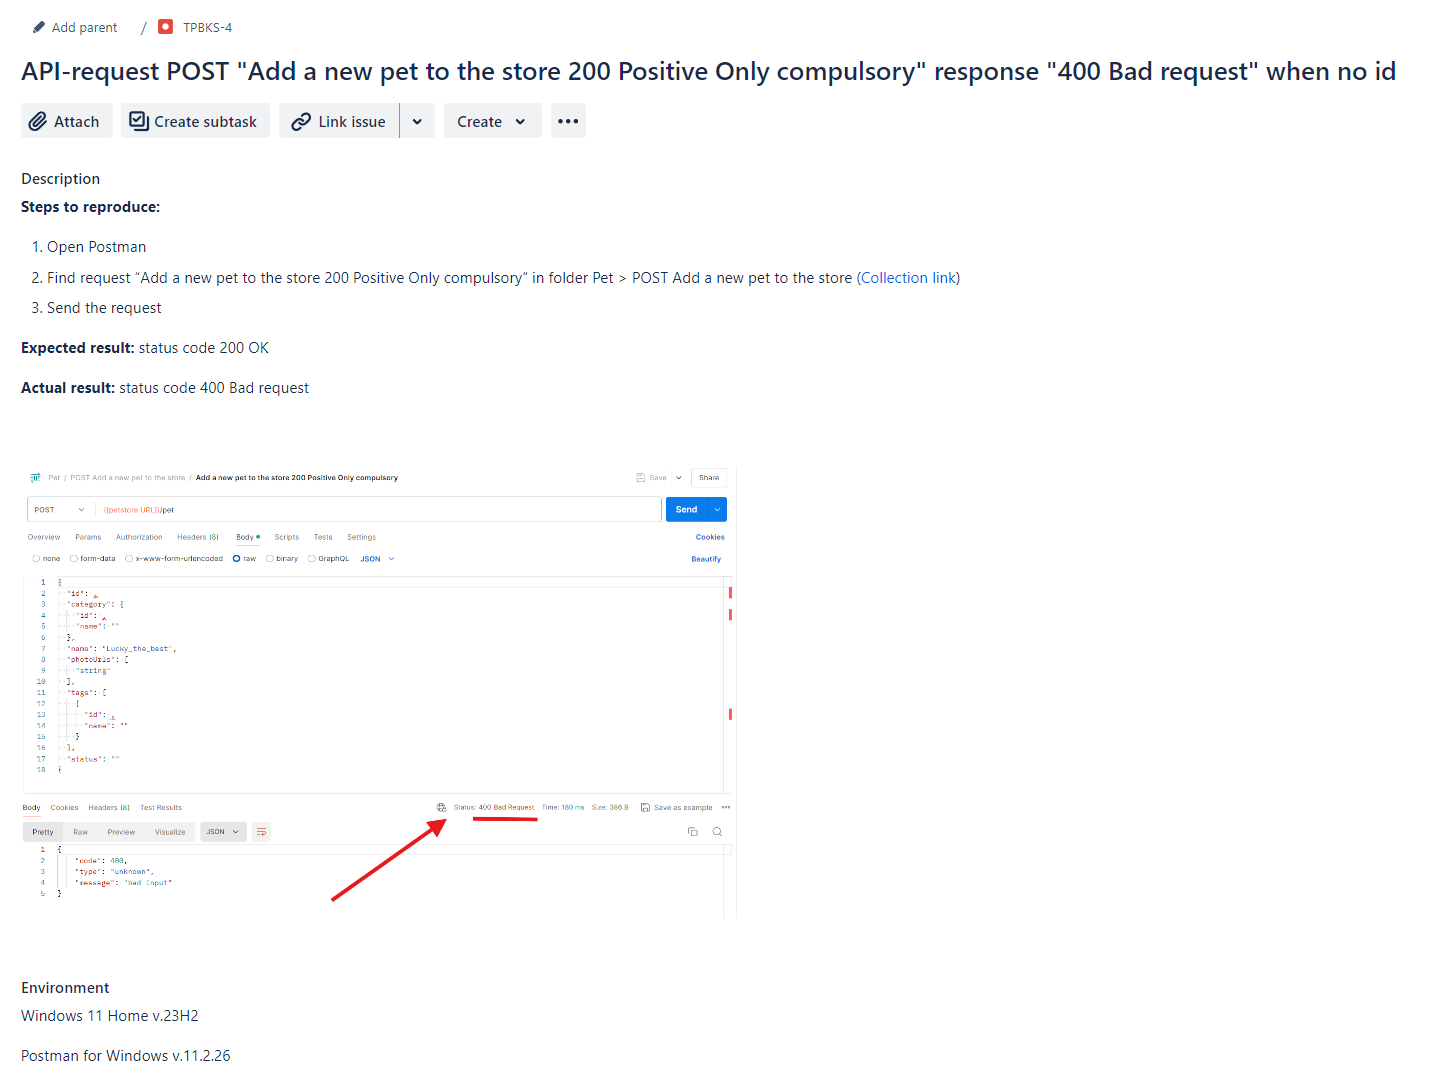 Add parent / TPBKS-4
API-request POST "Add a new pet to the store 200 Positive Only compulsory" response "400 Bad request" when no id
Attach Create subtask Link issue Create •••
Description
Steps to reproduce:
1. Open Postman
2. Find request “Add a new pet to the store 200 Positive Only compulsory“ in folder Pet > POST Add a new pet to the store (Collection link)
3. Send the request
Expected result: status code 200 OK
Actual result: status code 400 Bad request
Pet / POST Add a new pet to the store / Add a new pet to the store 200 Positive Only compulsory Save Share
POST {{petstore URL}}/pet Send
Overview Params Authorization Headers (8) Body Scripts Tests Settings Cookies
none form-data x-www-form-urlencoded raw binary GraphQL JSON Beautify
1 {
2 "id": ,
3 "category": {
4 "id": ,
5 "name": ""
6 },
7 "name": "Lucky_the_best",
8 "photoUrls": [
9 "string"
10 ],
11 "tags": [
12 {
13 "id": ,
14 "name": ""
15 }
16 ],
17 "status": ""
18 }
Body Cookies Headers (8) Test Results Status: 400 Bad Request Time: 180 ms Size: 386 B Save as example •••
Pretty Raw Preview Visualize JSON
1 {
2 "code": 400,
3 "type": "unknown",
4 "message": "bad input"
5 }
Environment
Windows 11 Home v.23H2
Postman for Windows v.11.2.26